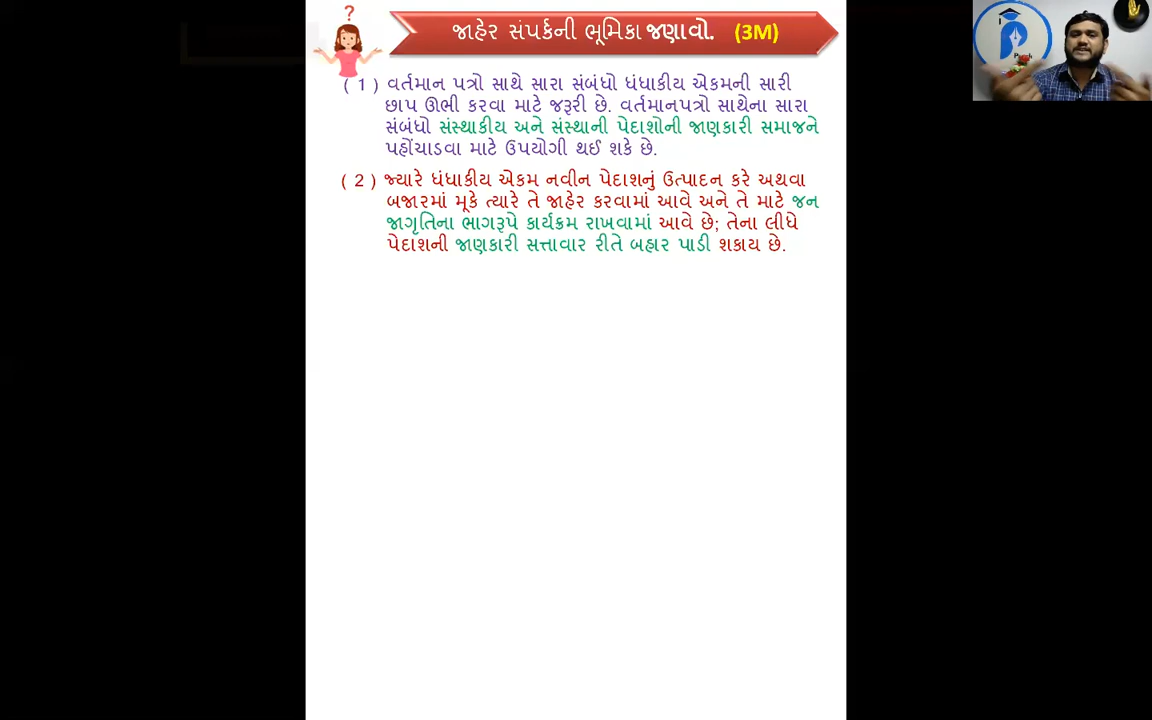 ?
જાહેર સંપર્કની ભૂમિકા જણાવો. (3M)
( 1 ) વર્તમાન પત્રો સાથે સારા સંબંધો ધંધાકીય એકમની સારી
છાપ ઊભી કરવા માટે જરૂરી છે. વર્તમાનપત્રો સાથેના સારા
સંબંધો સંસ્થાકીય અને સંસ્થાની પેદાશોની જાણકારી સમાજને
પહોંચાડવા માટે ઉપયોગી થઈ શકે છે.
( 2 ) જ્યારે ધંધાકીય એકમ નવીન પેદાશનું ઉત્પાદન કરે અથવા
બજારમાં મૂકે ત્યારે તે જાહેર કરવામાં આવે અને તે માટે જન
જાગૃતિના ભાગરૂપે કાર્યક્રમ રાખવામાં આવે છે; તેના લીધે
પેદાશની જાણકારી સત્તાવાર રીતે બહાર પાડી શકાય છે.